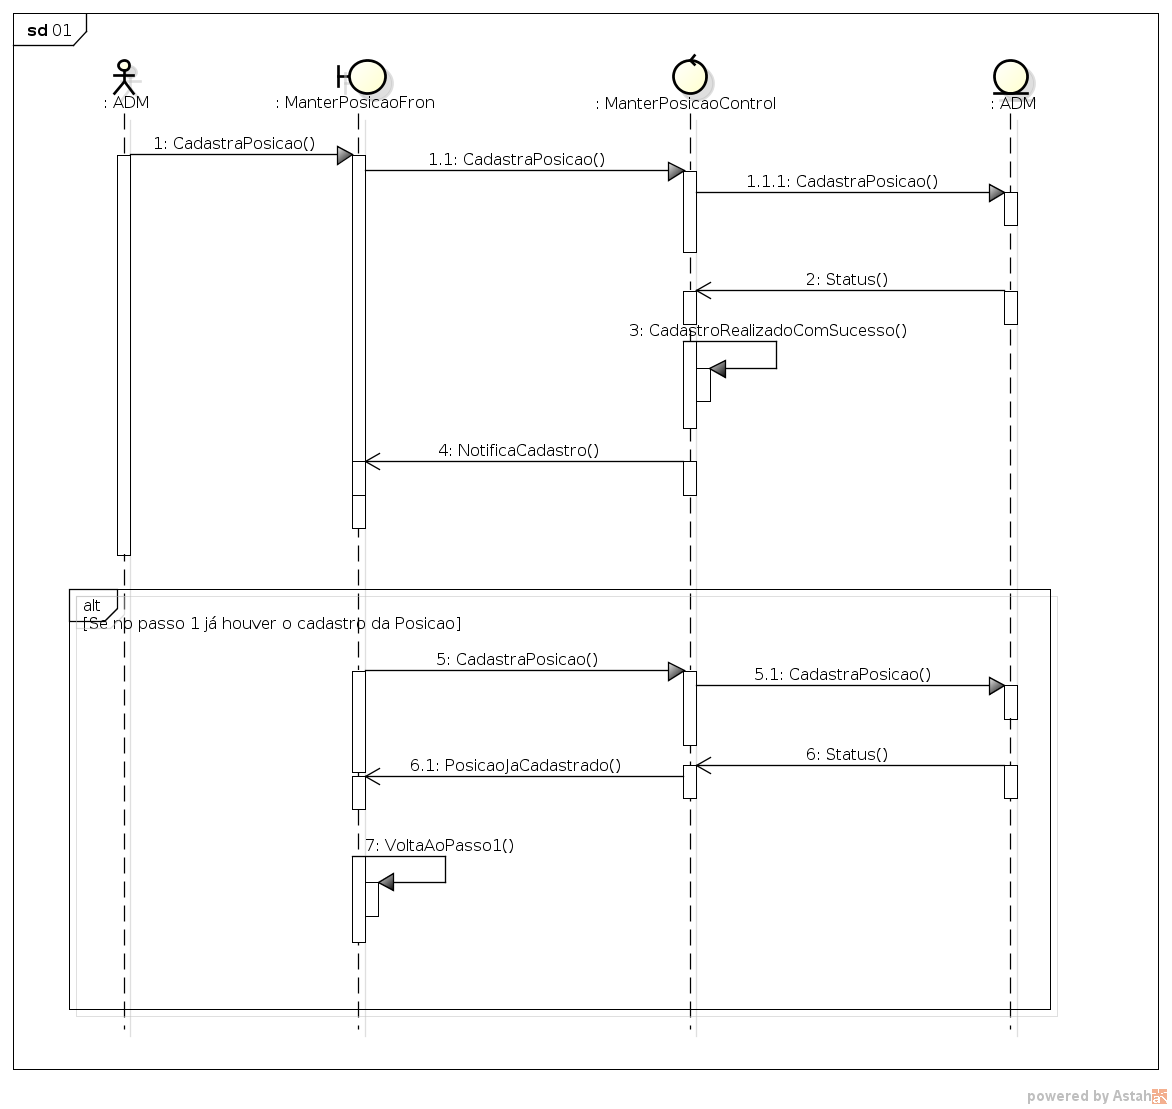 sd 01
: ADM
: ManterPosicaoFron
: ManterPosicaoControl
: ADM
1: CadastraPosicao()
1.1: CadastraPosicao()
1.1.1: CadastraPosicao()
2: Status()
3: CadastroRealizadoComSucesso()
4: NotificaCadastro()
alt
[Se no passo 1 já houver o cadastro da Posicao]
5: CadastraPosicao()
5.1: CadastraPosicao()
6: Status()
6.1: PosicaoJaCadastrado()
7: VoltaAoPasso1()
powered by Astah